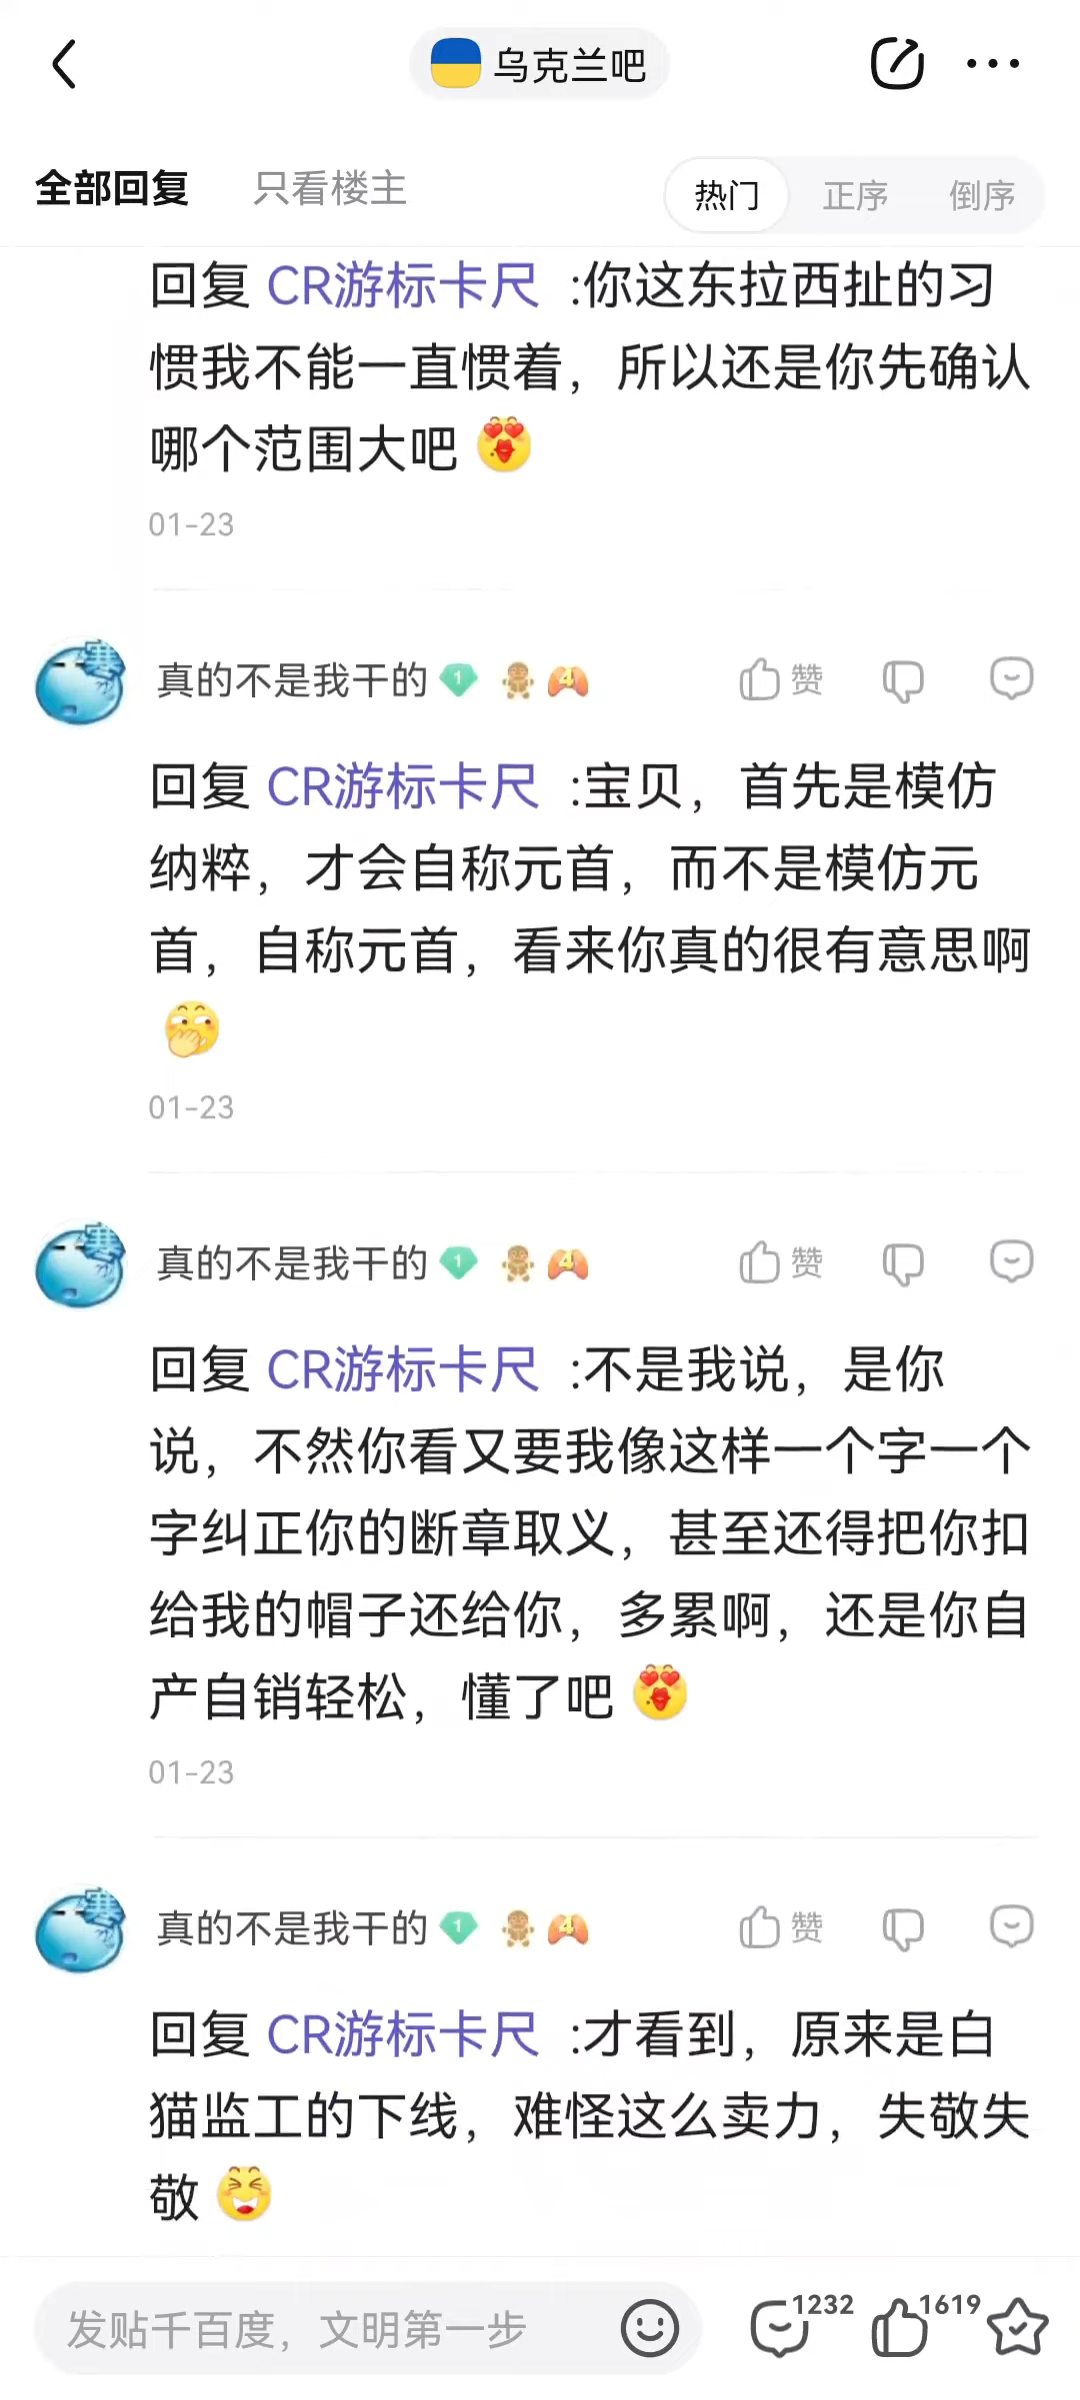 乌克兰吧
全部回复 只看楼主 热门 正序 倒序
回复 CR游标卡尺 :你这东拉西扯的习
惯我不能一直惯着，所以还是你先确认
哪个范围大吧
01-23
寒
真的不是我干的 1 4 赞
回复 CR游标卡尺 :宝贝，首先是模仿
纳粹，才会自称元首，而不是模仿元
首，自称元首，看来你真的很有意思啊
01-23
寒
真的不是我干的 1 4 赞
回复 CR游标卡尺 :不是我说，是你
说，不然你看又要我像这样一个字一个
字纠正你的断章取义，甚至还得把你扣
给我的帽子还给你，多累啊，还是你自
产自销轻松，懂了吧
01-23
寒
真的不是我干的 1 4 赞
回复 CR游标卡尺 :才看到，原来是白
猫监工的下线，难怪这么卖力，失敬失
敬
发贴千百度，文明第一步 1232 1619